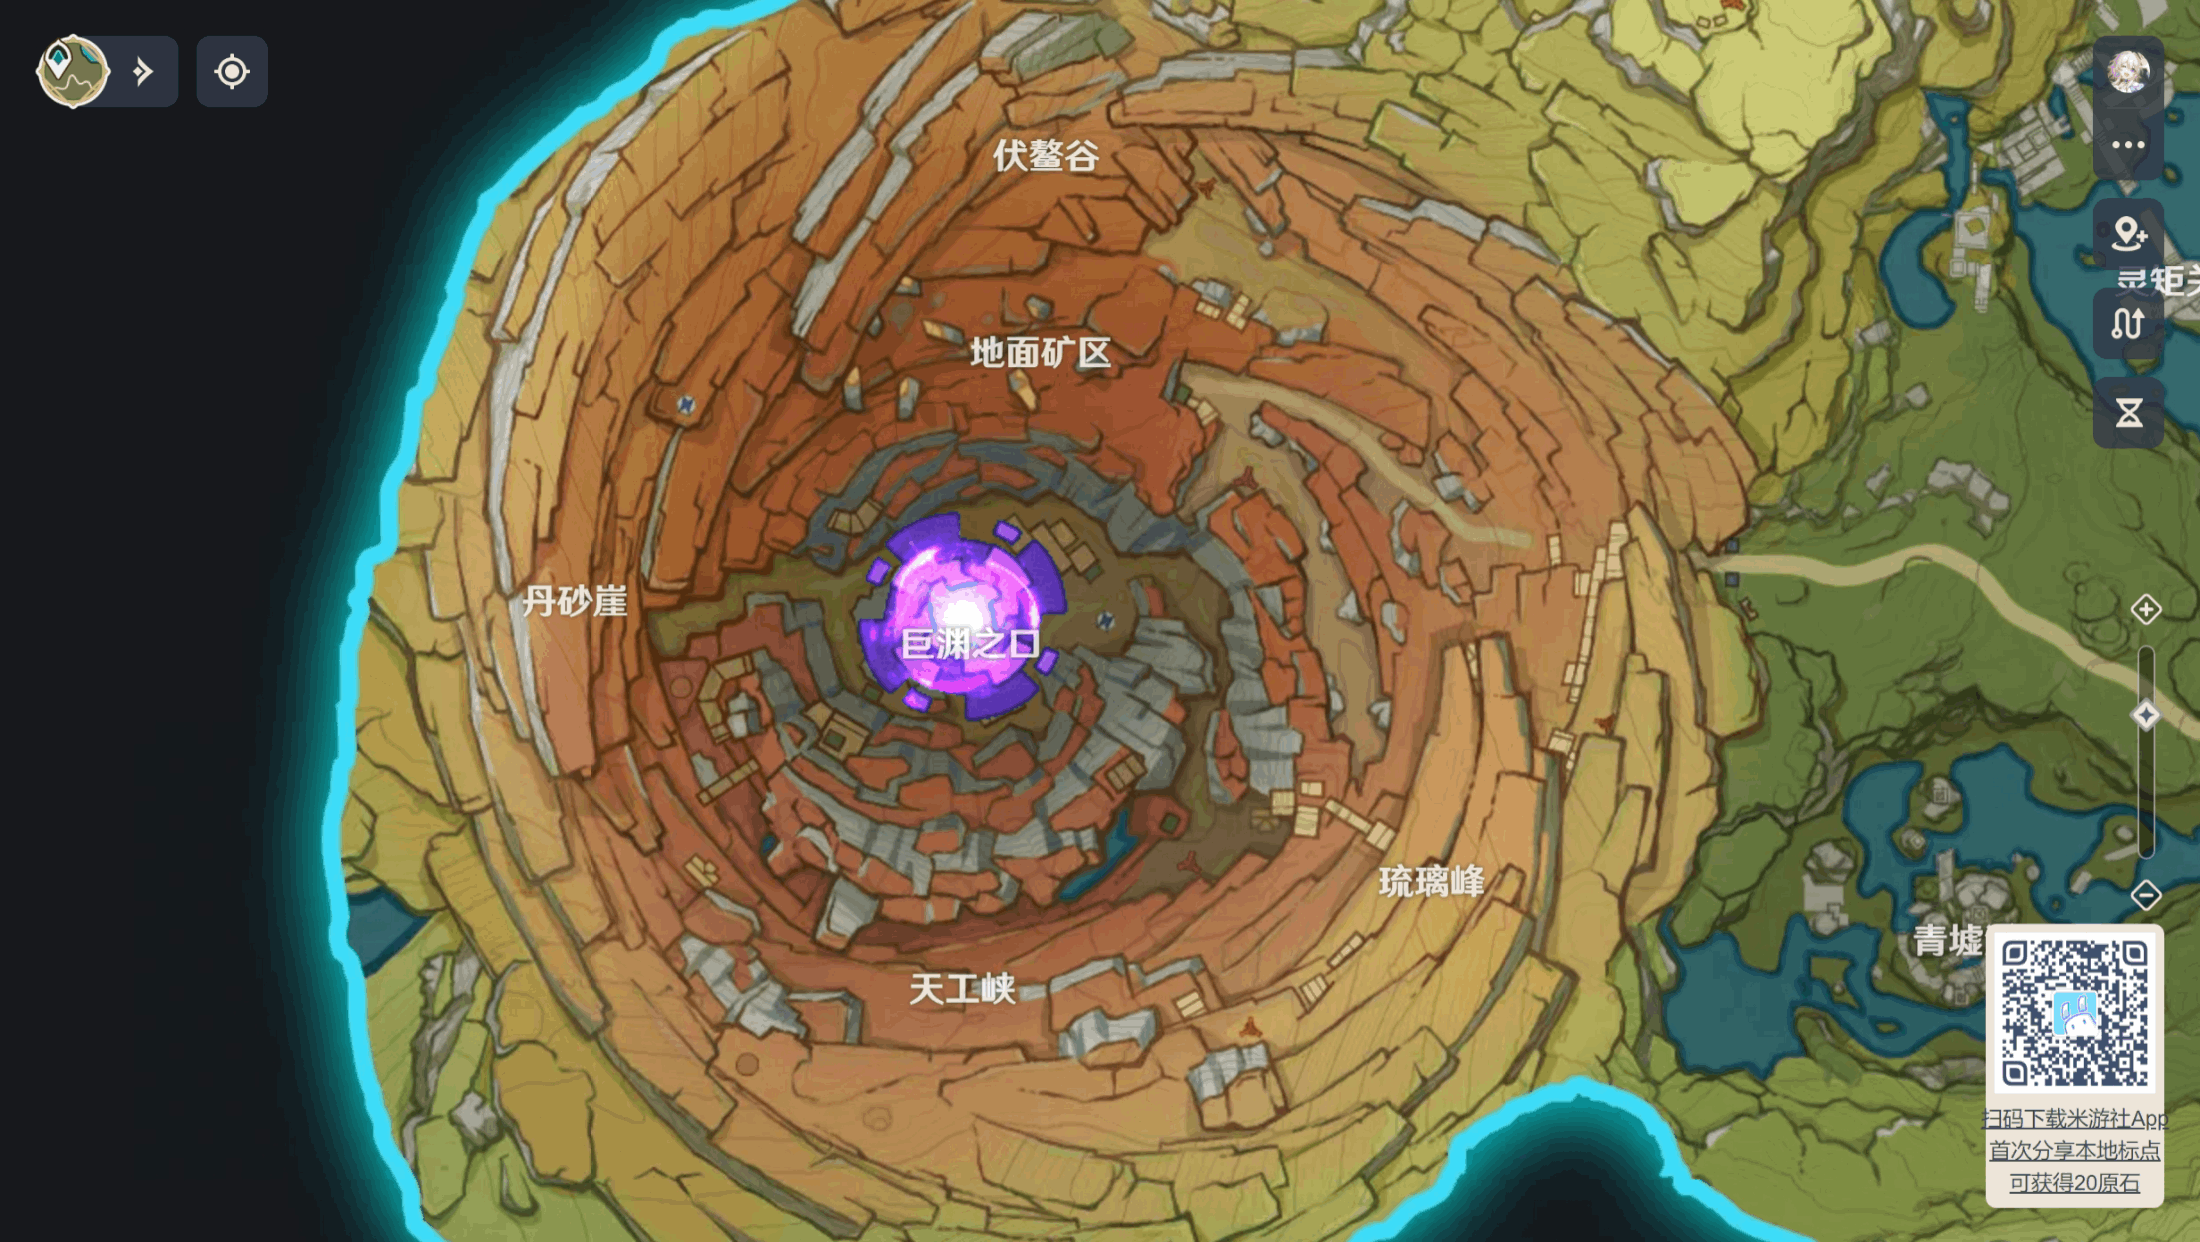 伏鳌谷
灵矩关
地面矿区
丹砂崖
巨渊之口
琉璃峰
青墟
天工峡
扫码下载米游社App
首次分享本地标点
可获得20原石